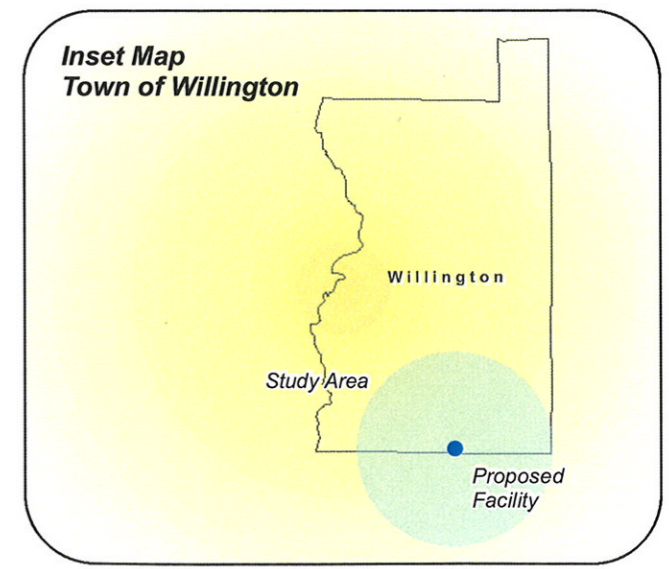 Inset Map
Town of Willington
Willington
Study Area
Proposed
Facility